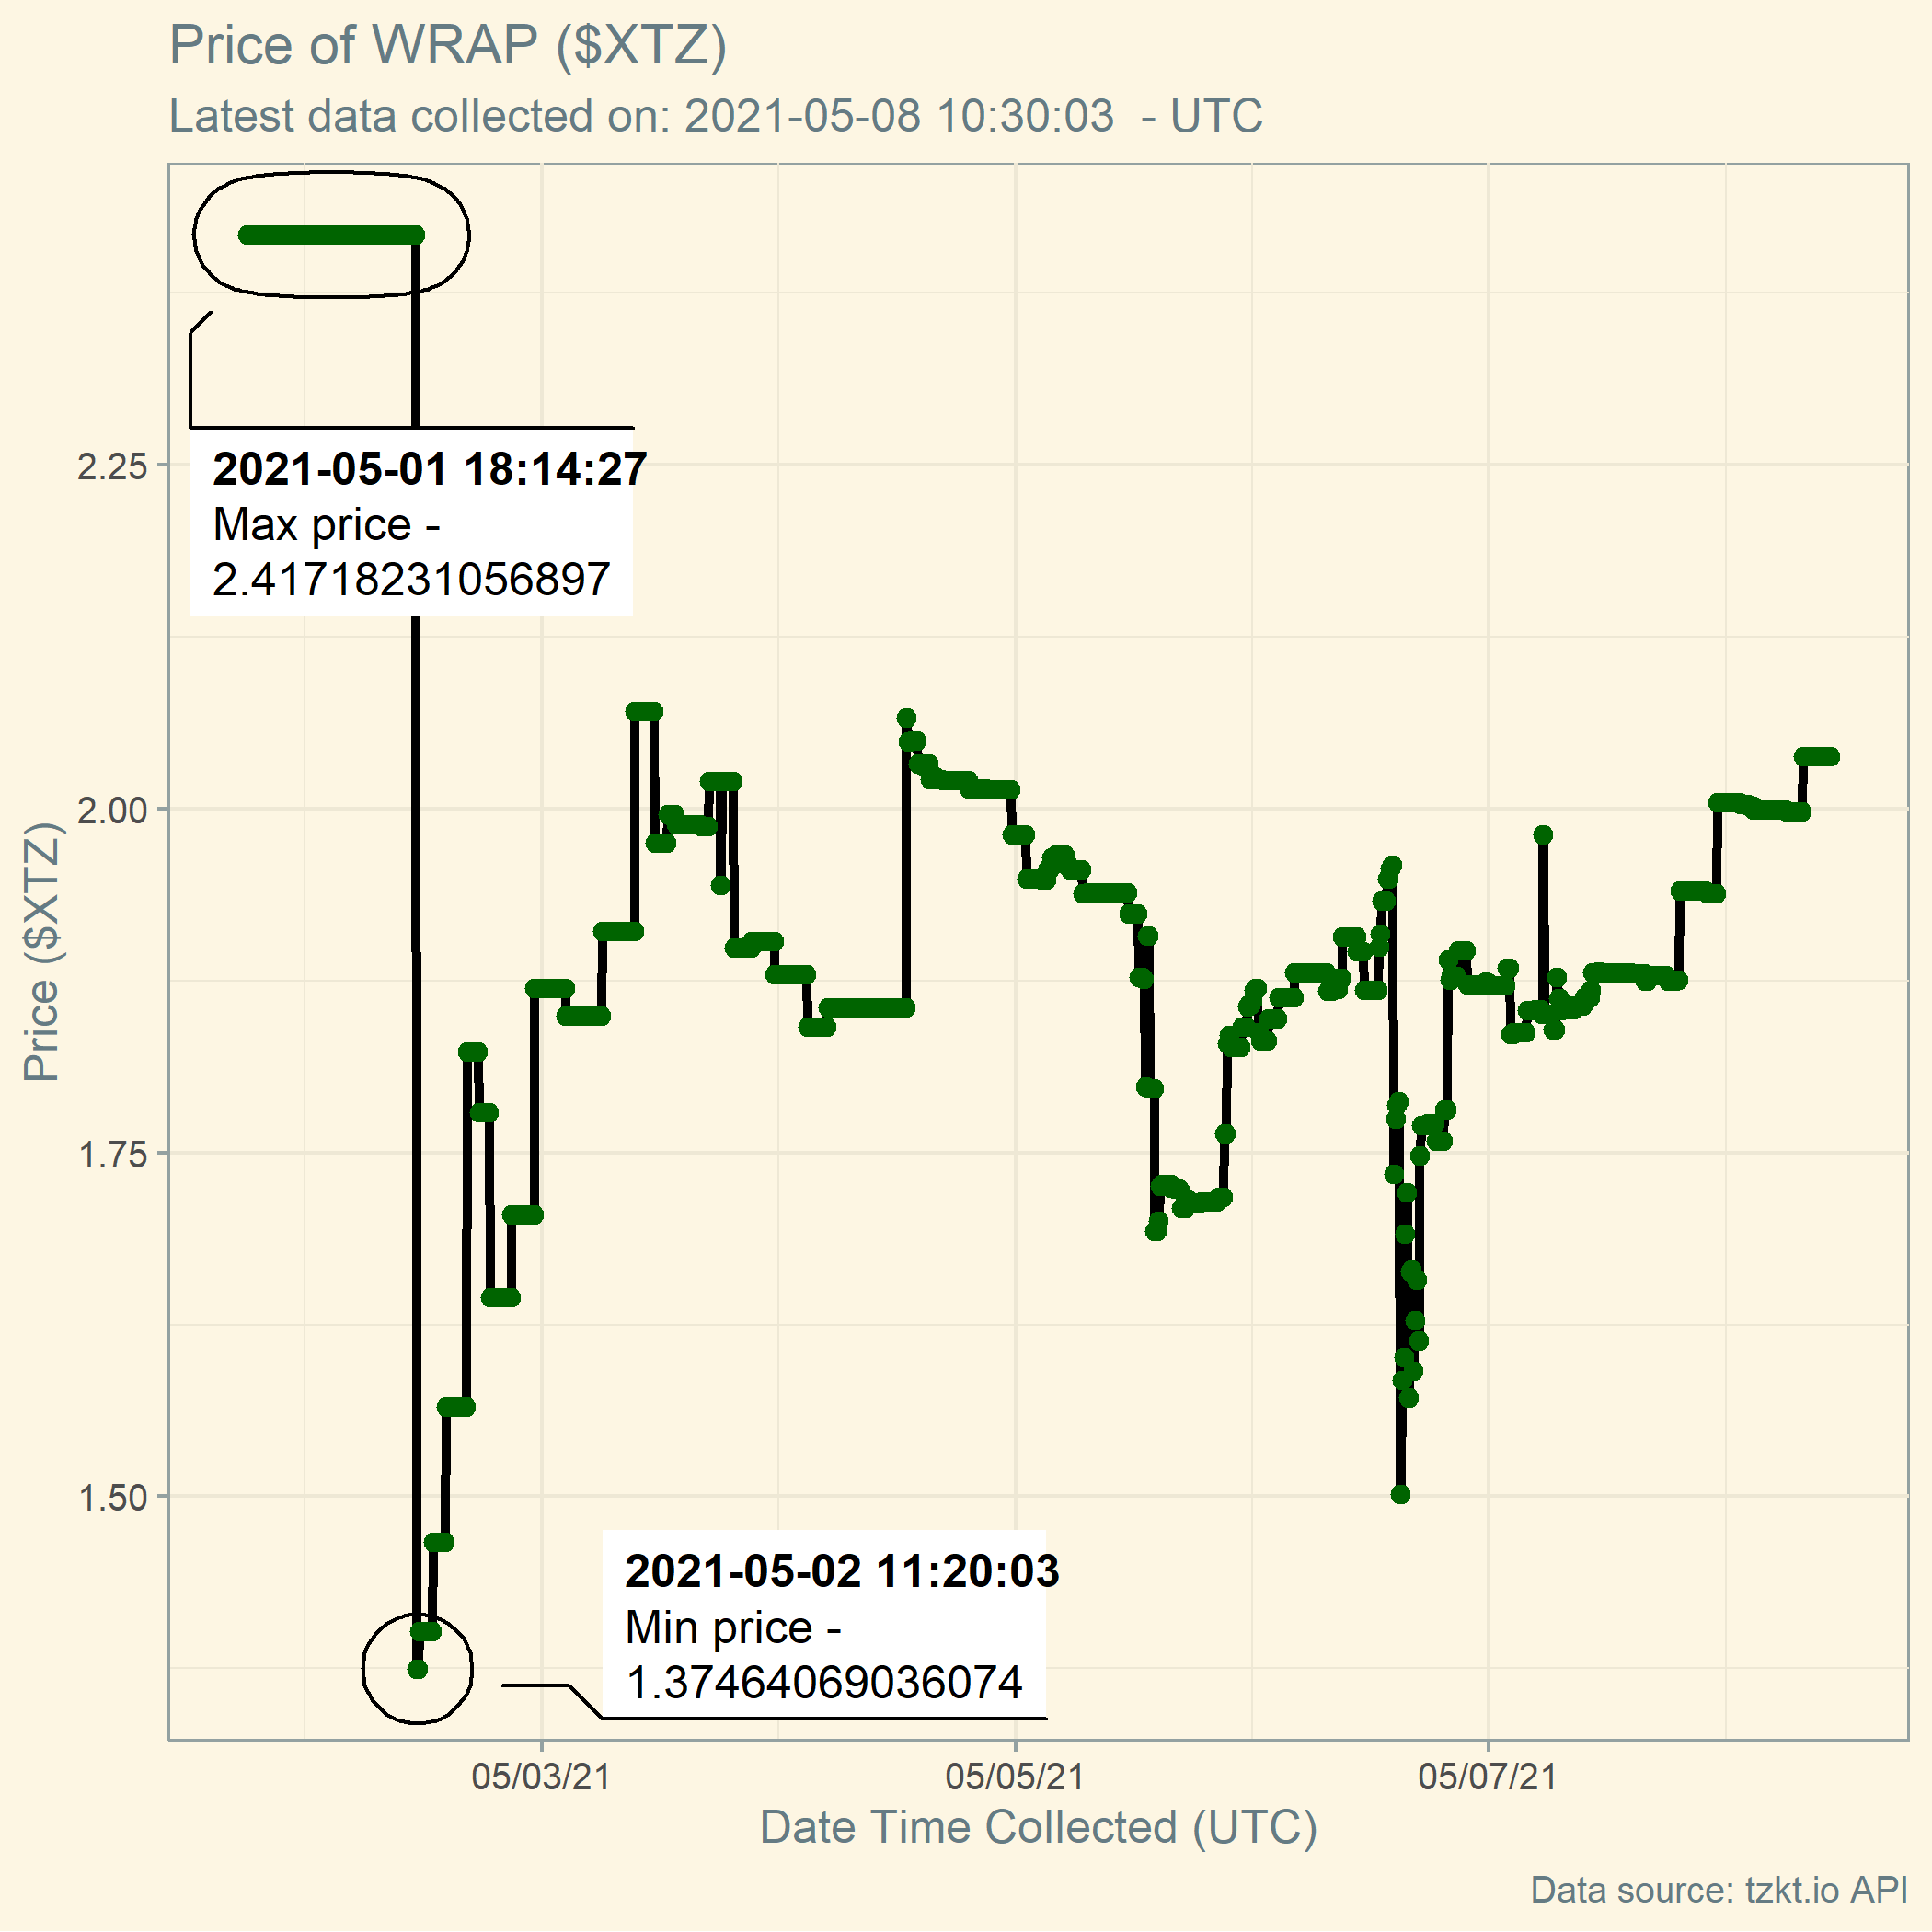 Price of WRAP ($XTZ)
Latest data collected on: 2021-05-08 10:30:03  - UTC
2021-05-01 18:14:27
Max price -
2.41718231056897
2021-05-02 11:20:03
Min price -
1.37464069036074
Price ($XTZ)
2.25
2.00
1.75
1.50
05/03/21
05/05/21
05/07/21
Date Time Collected (UTC)
Data source: tzkt.io API